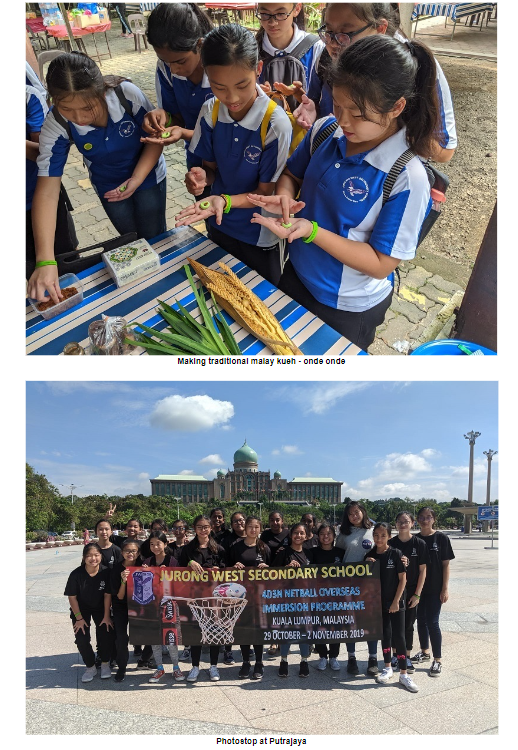 Making traditional malay kueh - onde onde
JURONG WEST SECONDARY SCHOOL
4D3N NETBALL OVERSEAS
IMMERSION PROGRAMME
KUALA LUMPUR, MALAYSIA
29 OCTOBER – 2 NOVEMBER 2019
Photostop at Putrajaya